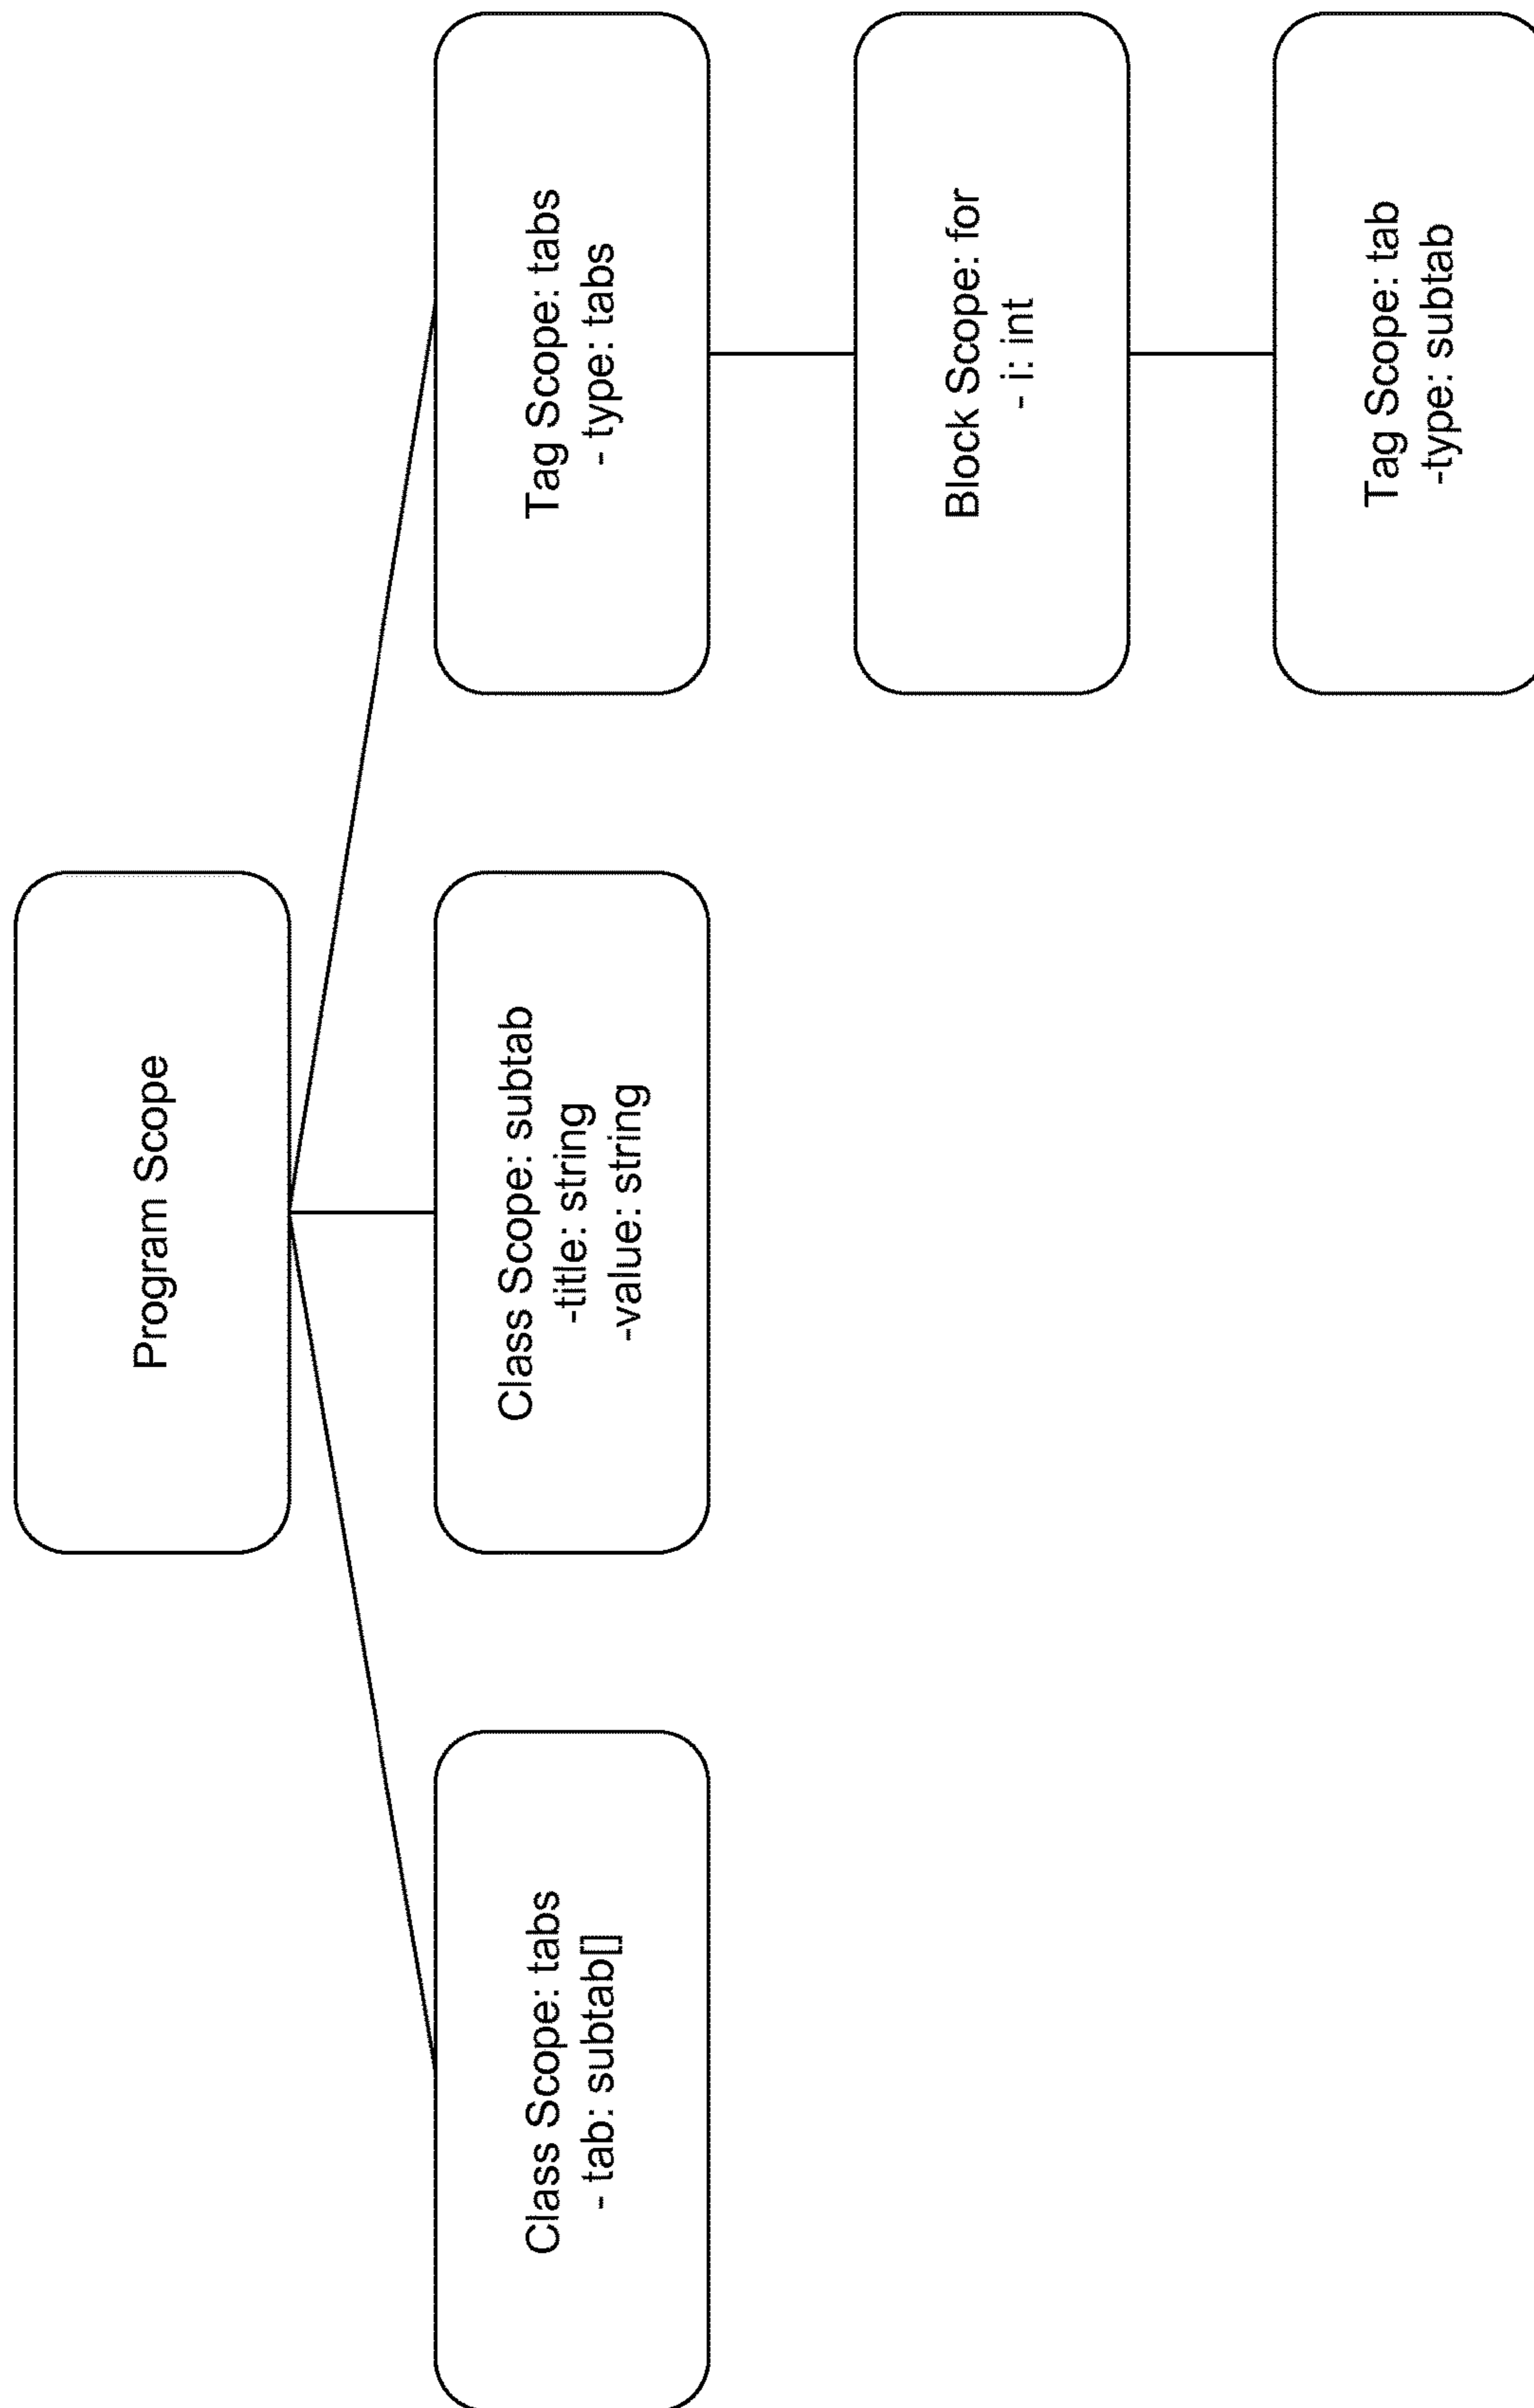 Program Scope
Class Scope: tabs
- tab: subtab[]
Class Scope: subtab
-title: string
-value: string
Tag Scope: tabs
- type: tabs
Block Scope: for
- i: int
Tag Scope: tab
-type: subtab